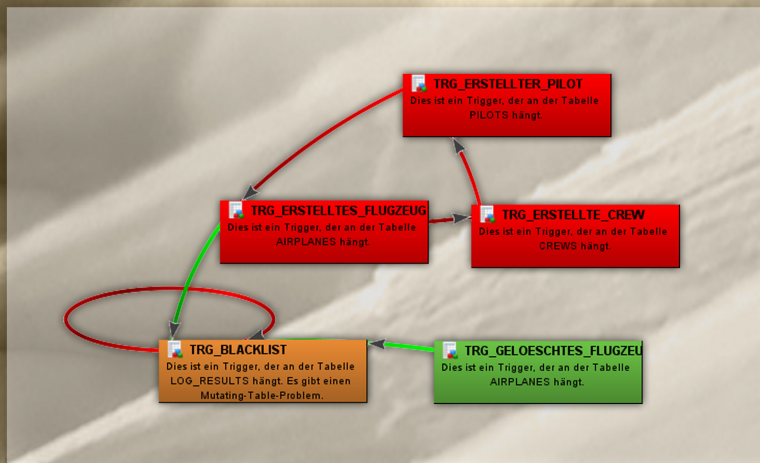 TRG_ERSTELLTER_PILOT
Dies ist ein Trigger, der an der Tabelle
PILOTS hängt.
TRG_ERSTELLTES_FLUGZEUG
Dies ist ein Trigger, der an der Tabelle
AIRPLANES hängt.
TRG_ERSTELLTE_CREW
Dies ist ein Trigger, der an der Tabelle
CREWS hängt.
TRG_BLACKLIST
Dies ist ein Trigger, der an der Tabelle
LOG_RESULTS hängt. Es gibt einen
Mutating-Table-Problem.
TRG_GELOESCHTES_FLUGZEU
Dies ist ein Trigger, der an der Tabelle
AIRPLANES hängt.